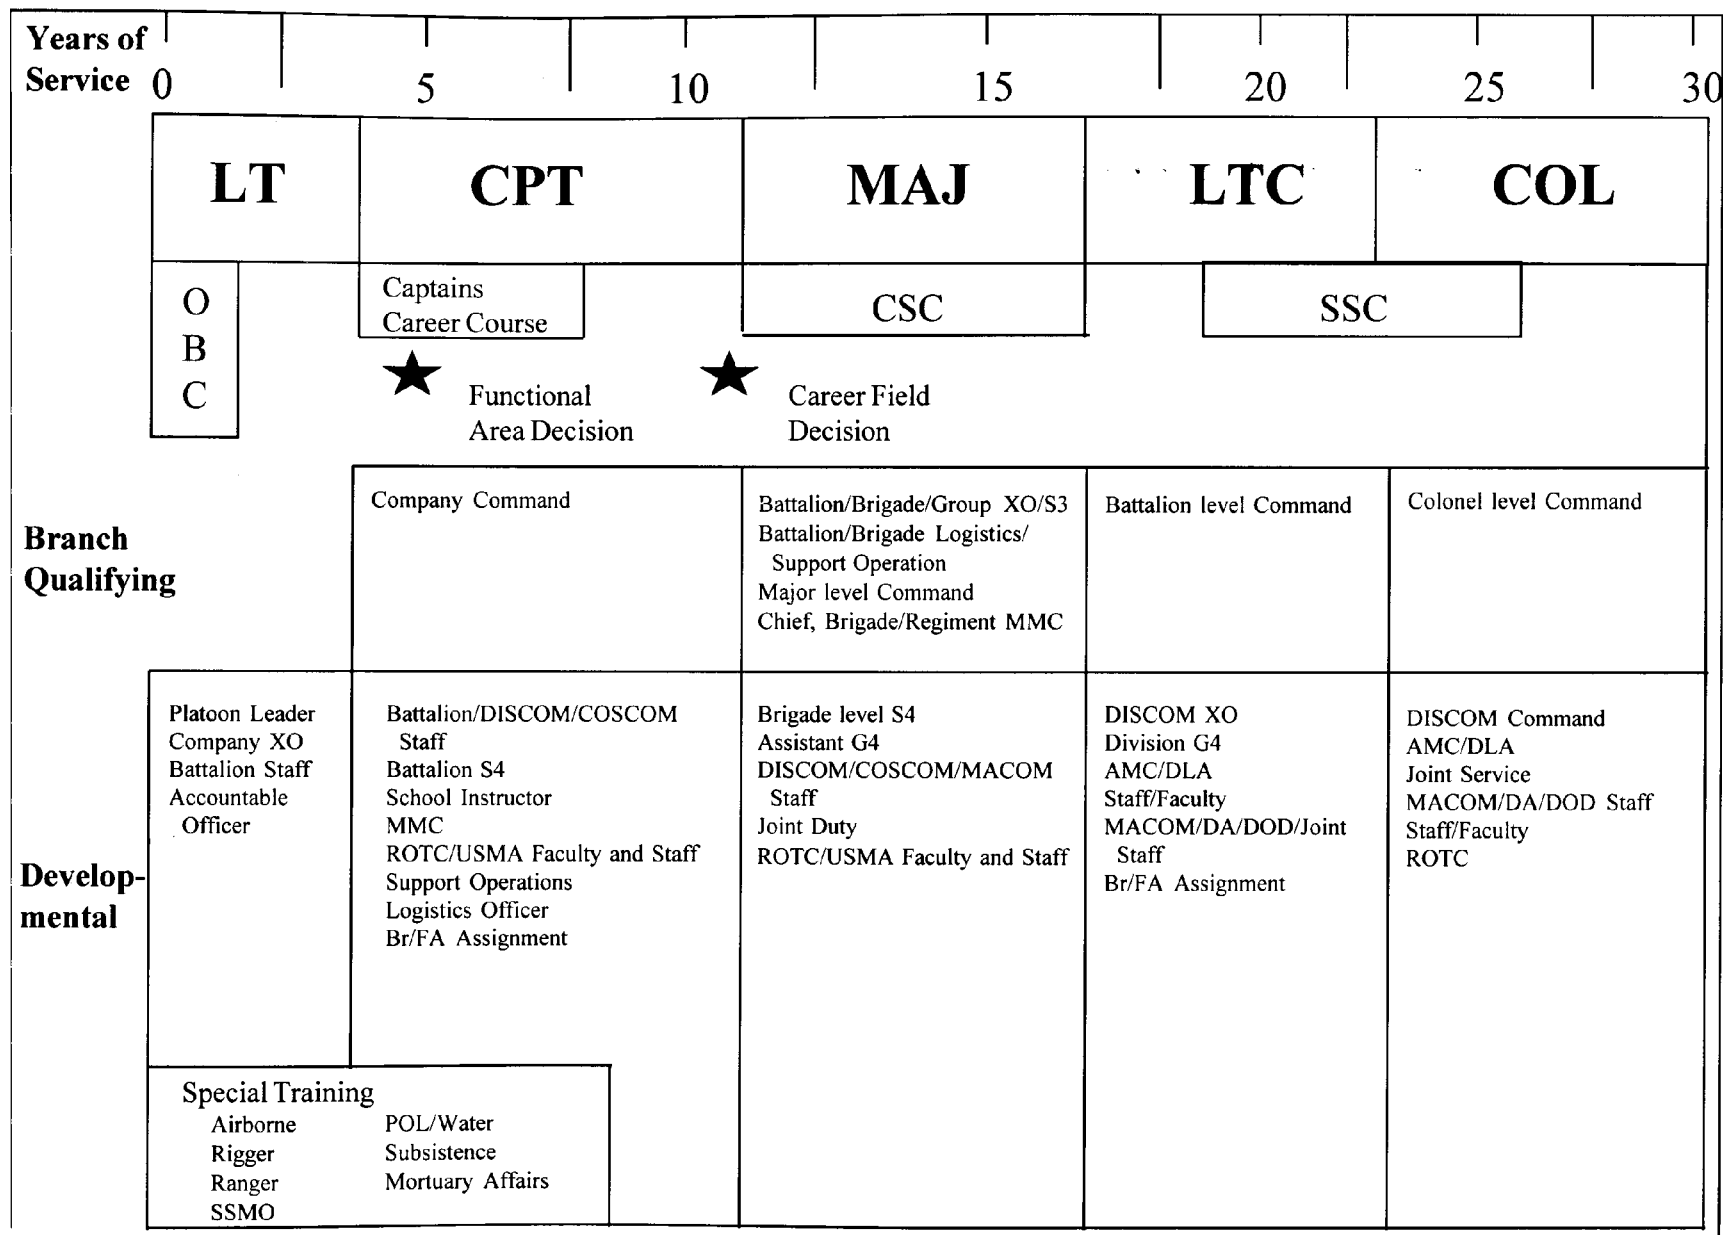 Years of
Service 0 5 10 15 20 25 30
LT CPT MAJ LTC COL
O
B
C
Captains
Career Course
CSC
SSC
Functional
Area Decision
Career Field
Decision
Branch
Qualifying
Company Command
Battalion/Brigade/Group XO/S3
Battalion/Brigade Logistics/
Support Operation
Major level Command
Chief, Brigade/Regiment MMC
Battalion level Command
Colonel level Command
Develop-
mental
Platoon Leader
Company XO
Battalion Staff
Accountable
Officer
Battalion/DISCOM/COSCOM
Staff
Battalion S4
School Instructor
MMC
ROTC/USMA Faculty and Staff
Support Operations
Logistics Officer
Br/FA Assignment
Brigade level S4
Assistant G4
DISCOM/COSCOM/MACOM
Staff
Joint Duty
ROTC/USMA Faculty and Staff
DISCOM XO
Division G4
AMC/DLA
Staff/Faculty
MACOM/DA/DOD/Joint
Staff
Br/FA Assignment
DISCOM Command
AMC/DLA
Joint Service
MACOM/DA/DOD Staff
Staff/Faculty
ROTC
Special Training
Airborne
Rigger
Ranger
SSMO
POL/Water
Subsistence
Mortuary Affairs